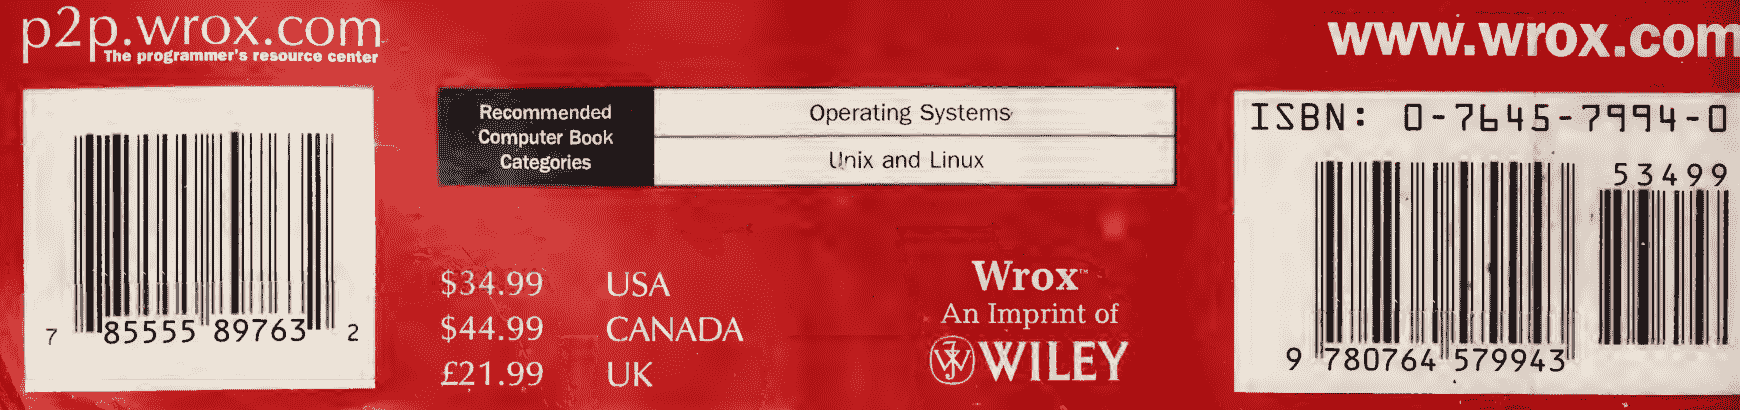 p2p.wrox.com
The programmer's resource center
www.wrox.com
Recommended
Computer Book
Categories
Operating Systems
Unix and Linux
ISBN: 0-7645-7994-0
53499
7 85555 89763 2
$34.99 USA
$44.99 CANADA
£21.99 UK
Wrox™
An Imprint of
WILEY
9 780764 579943